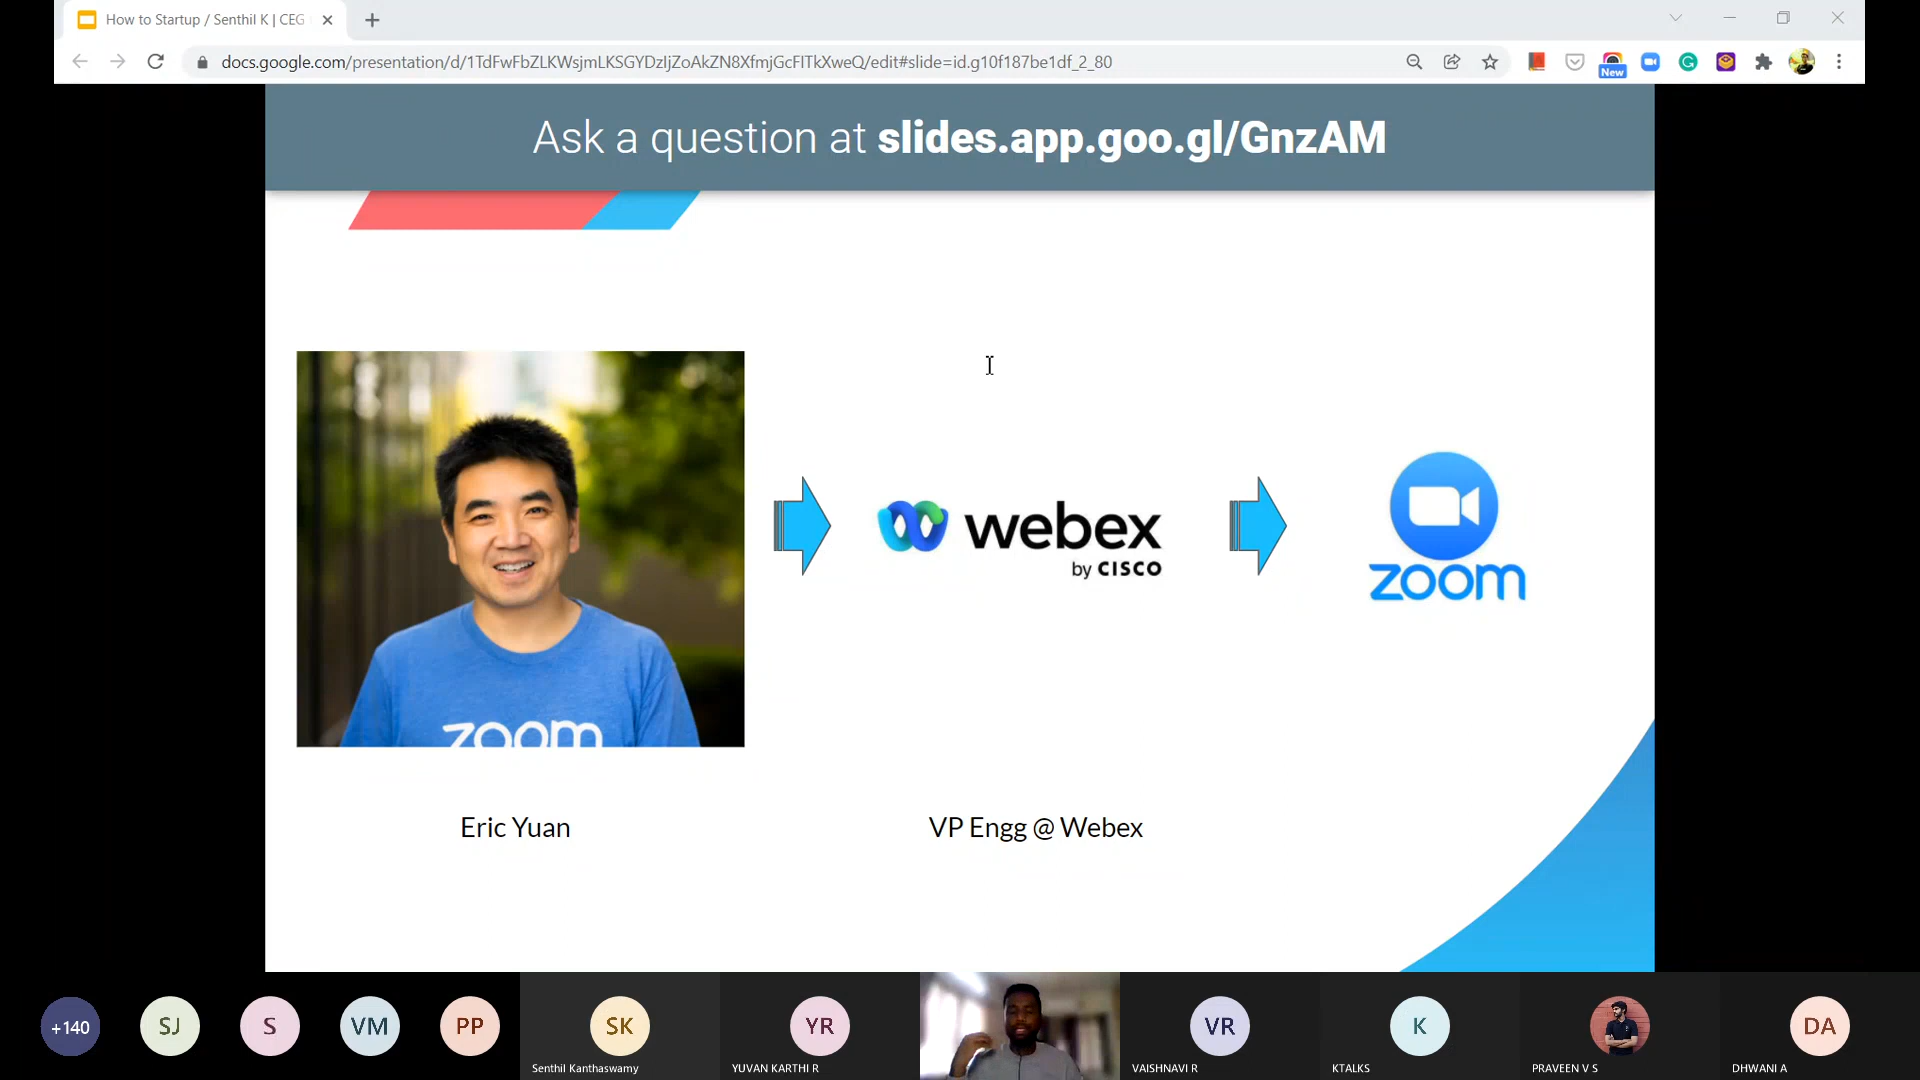 How to Startup / Senthil K | CEG
docs.google.com/presentation/d/1TdFwFbZLKWsjmLKSGYDzIjZoAkZN8XfmjGcFITkXweQ/edit#slide=id.g10f187be1df_2_80
New
Ask a question at slides.app.goo.gl/GnzAM
webex
by CISCO
zoom
zoom
Eric Yuan
VP Engg @ Webex
+140
SJ
S
VM
PP
SK
YR
VR
K
DA
Senthil Kanthaswamy
YUVAN KARTHI R
VAISHNAVI R
KTALKS
PRAVEEN V S
DHWANI A